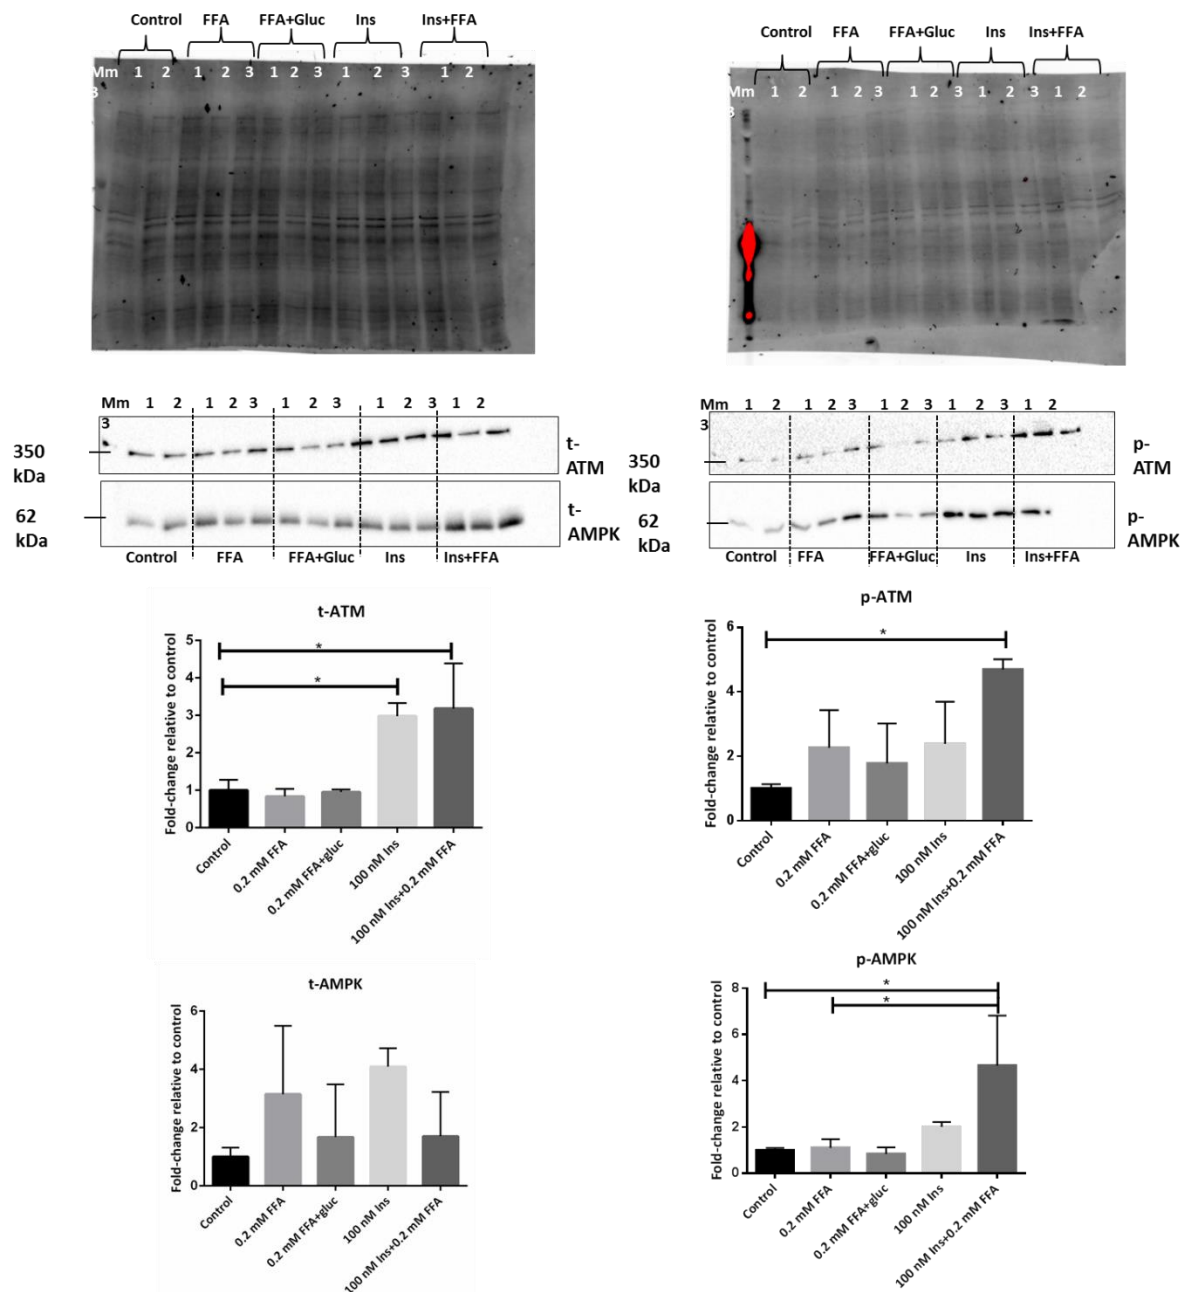 Control FFA FFA+Gluc Ins Ins+FFA
Mm 1 2 1 2 3 1 2 3 1 2 3 1 2
3
Control FFA FFA+Gluc Ins Ins+FFA
Mm 1 2 1 2 3 1 2 3 1 2 3 1 2
3
Mm 1 2 1 2 3 1 2 3 1 2 3 1 2
3
350
kDa
t-
ATM
62
kDa
t-
AMPK
Control FFA FFA+Gluc Ins Ins+FFA
Mm 1 2 1 2 3 1 2 3 1 2 3 1 2
3
350
kDa
p-
ATM
62
kDa
p-
AMPK
Control FFA FFA+Gluc Ins Ins+FFA
t-ATM
Fold-change relative to control
5
4
3
2
1
0
*
*
Control
0.2 mM FFA
0.2 mM FFA+gluc
100 nM Ins
100 nM Ins+0.2 mM FFA
p-ATM
Fold-change relative to control
6
4
2
0
*
Control
0.2 mM FFA
0.2 mM FFA+gluc
100 nM Ins
100 nM Ins+0.2 mM FFA
t-AMPK
Fold-change relative to control
6
4
2
0
Control
0.2 mM FFA
0.2 mM FFA+gluc
100 nM Ins
100 nM Ins+0.2 mM FFA
p-AMPK
Fold-change relative to control
8
6
4
2
0
*
*
Control
0.2 mM FFA
0.2 mM FFA+gluc
100 nM Ins
100 nM Ins+0.2 mM FFA